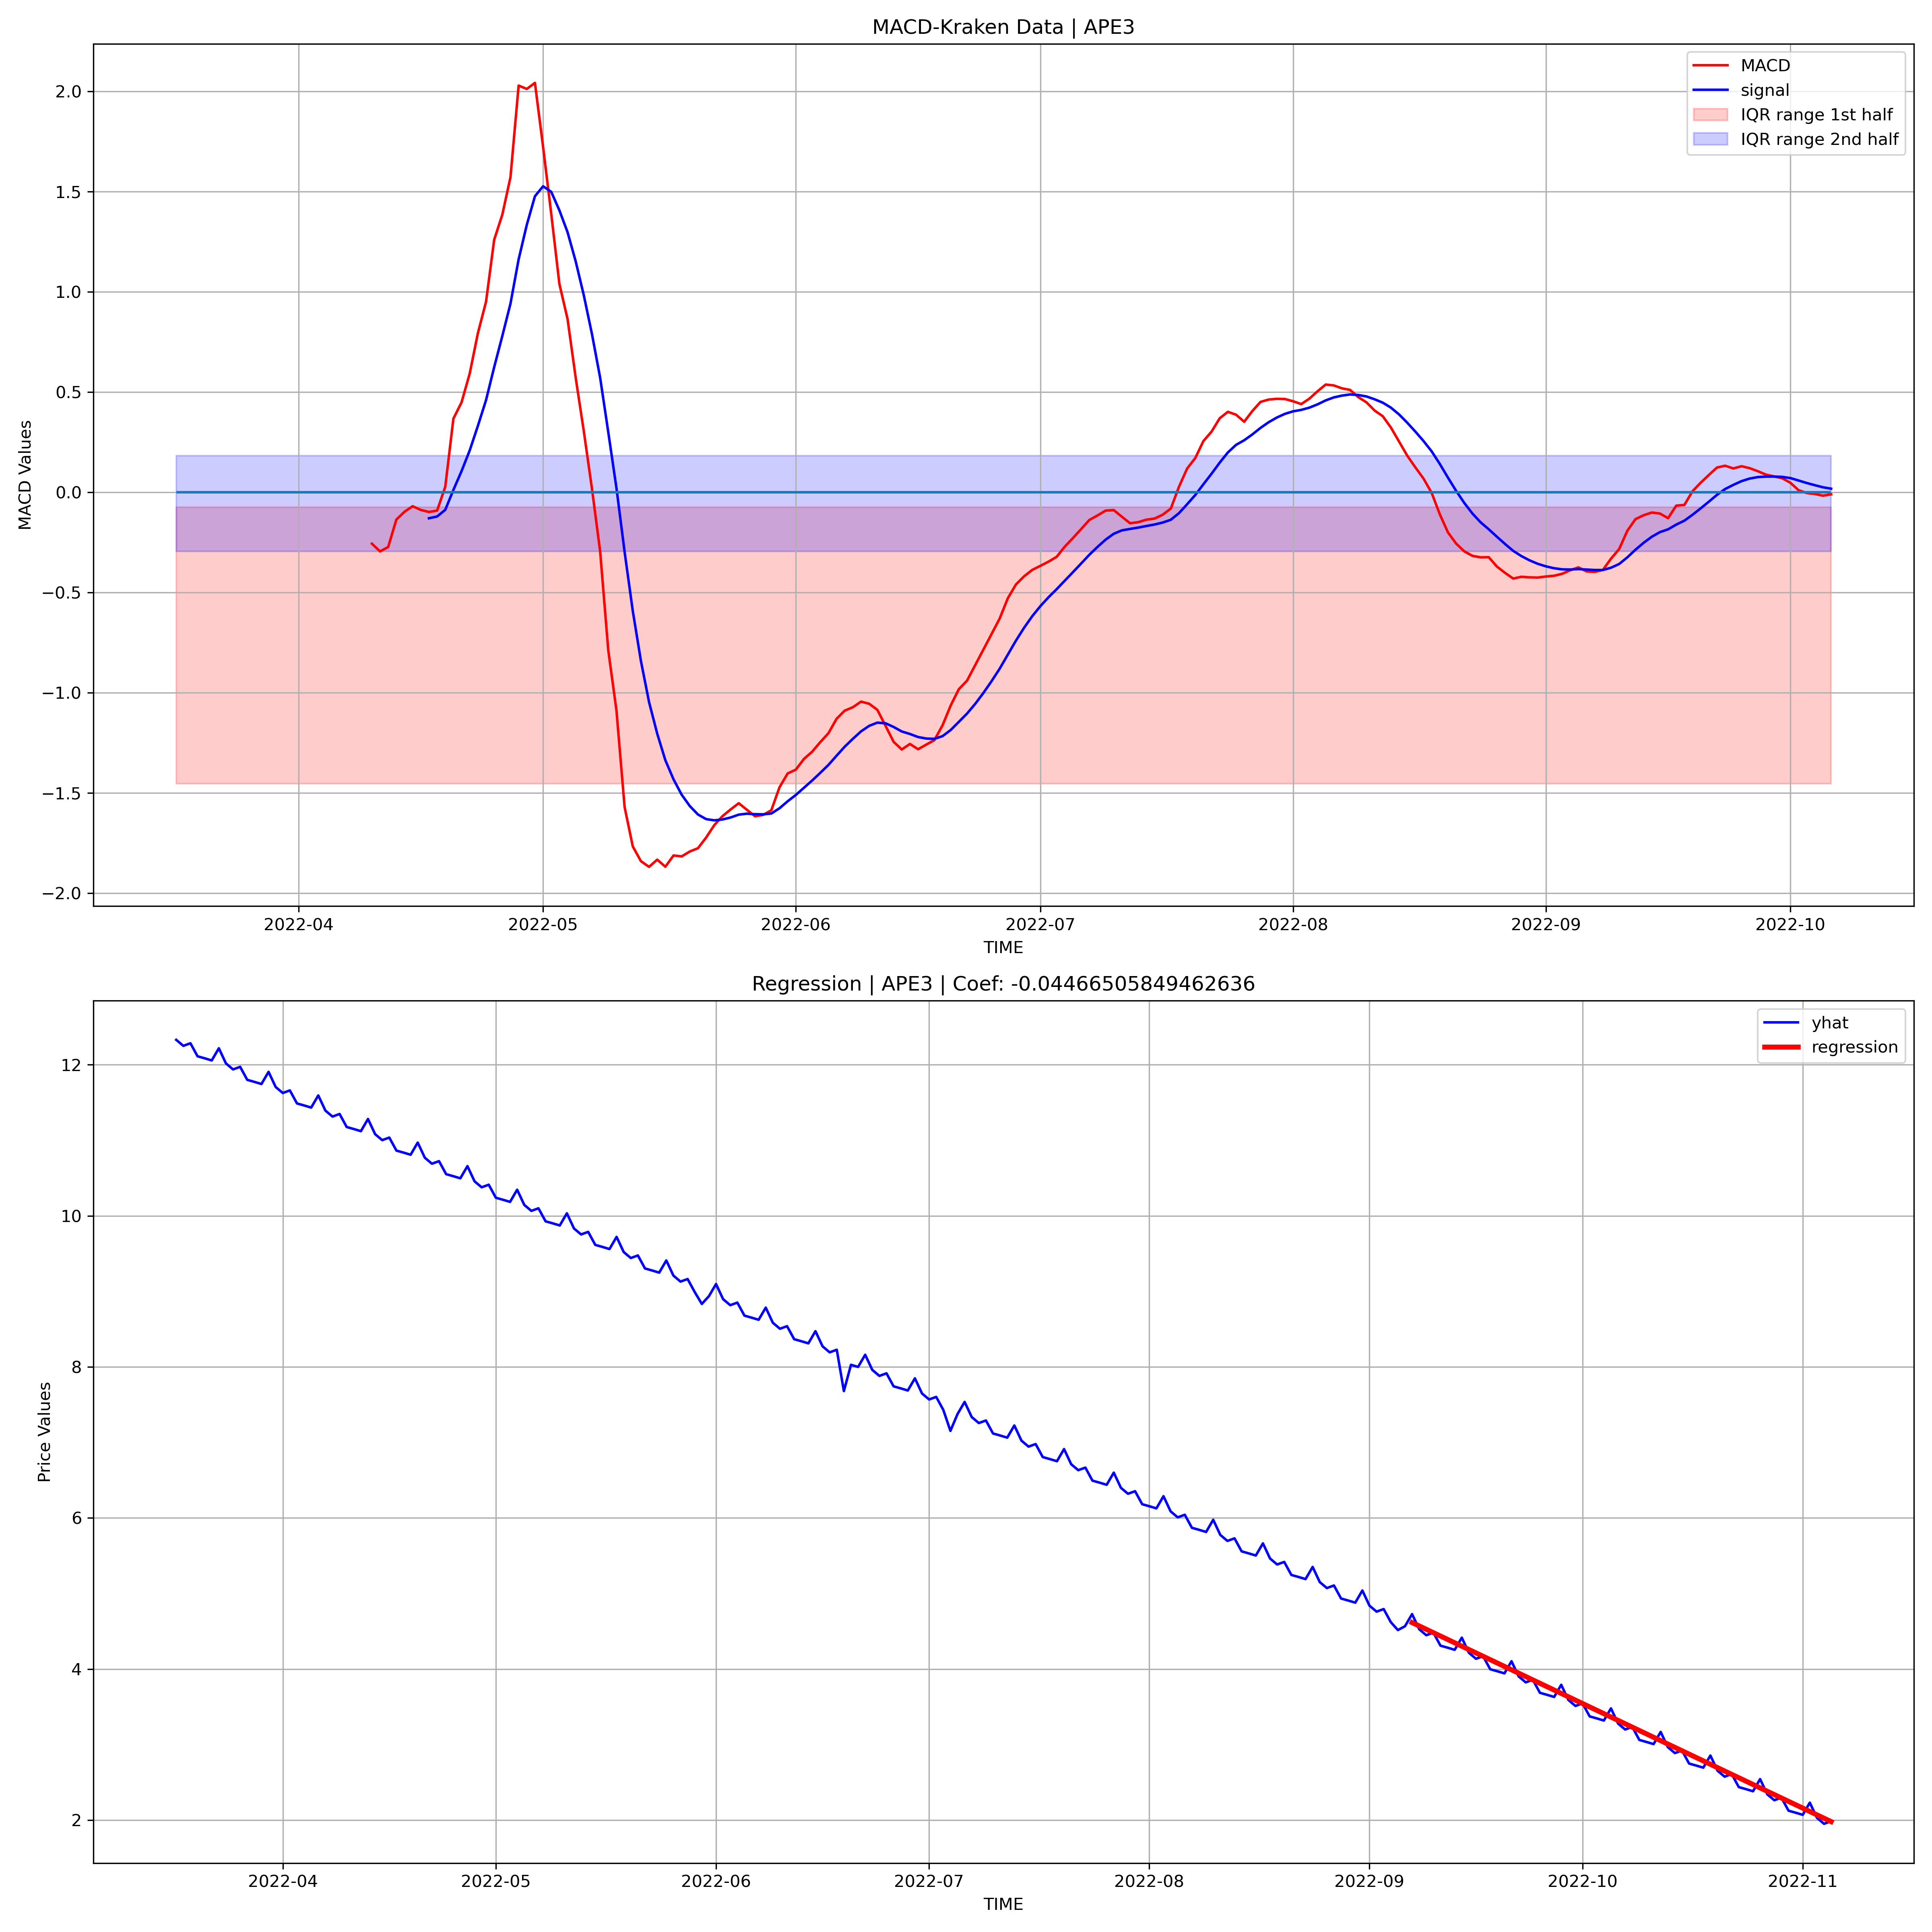 MACD-Kraken Data | APE3
MACD
signal
IQR range 1st half
IQR range 2nd half
2.0
1.5
1.0
0.5
0.0
−0.5
−1.0
−1.5
−2.0
MACD Values
2022-04 2022-05 2022-06 2022-07 2022-08 2022-09 2022-10
TIME
Regression | APE3 | Coef: -0.04466505849462636
yhat
regression
12
10
8
6
4
2
Price Values
2022-04 2022-05 2022-06 2022-07 2022-08 2022-09 2022-10 2022-11
TIME